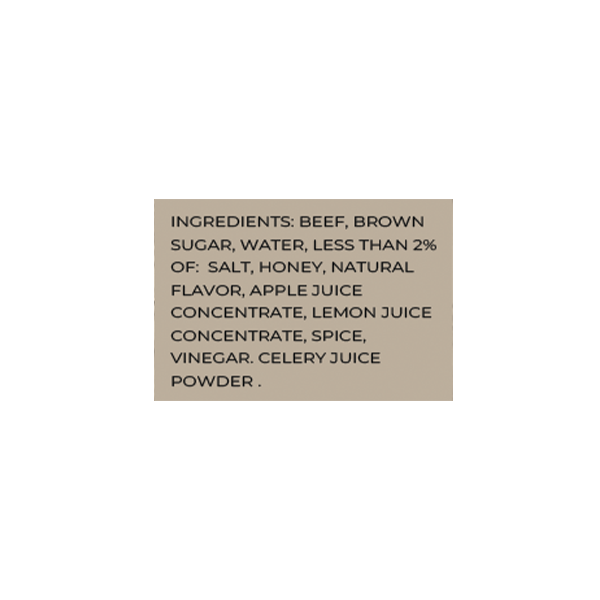 INGREDIENTS: BEEF, BROWN
SUGAR, WATER, LESS THAN 2%
OF:  SALT, HONEY, NATURAL
FLAVOR, APPLE JUICE
CONCENTRATE, LEMON JUICE
CONCENTRATE, SPICE,
VINEGAR. CELERY JUICE
POWDER .